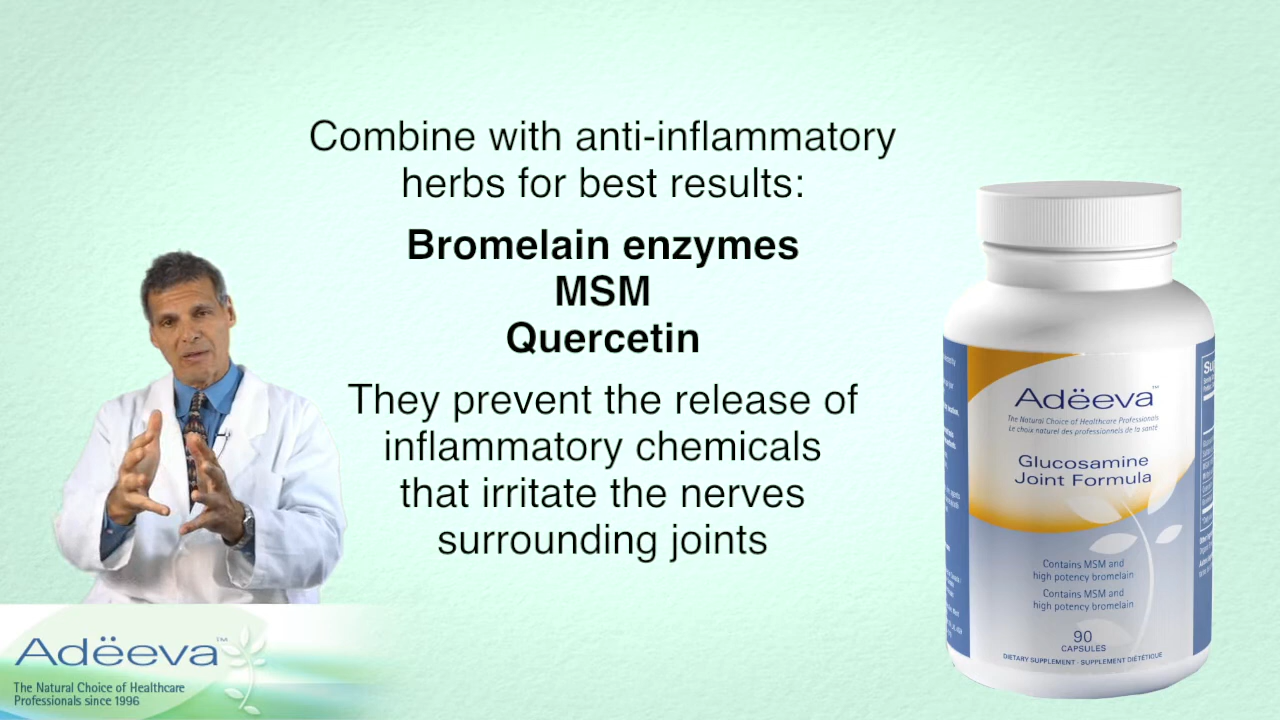 Combine with anti-inflammatory
herbs for best results:
Bromelain enzymes
MSM
Quercetin
They prevent the release of
inflammatory chemicals
that irritate the nerves
surrounding joints
Adëeva™
The Natural Choice of Healthcare Professionals
Le choix naturel des professionnels de la santé
Glucosamine
Joint Formula
Contains MSM and
high potency bromelain
Contains MSM and
high potency bromelain
90
CAPSULES
DIETARY SUPPLEMENT · SUPPLÉMENT DIÉTÉTIQUE
Adëeva™
The Natural Choice of Healthcare
Professionals since 1996